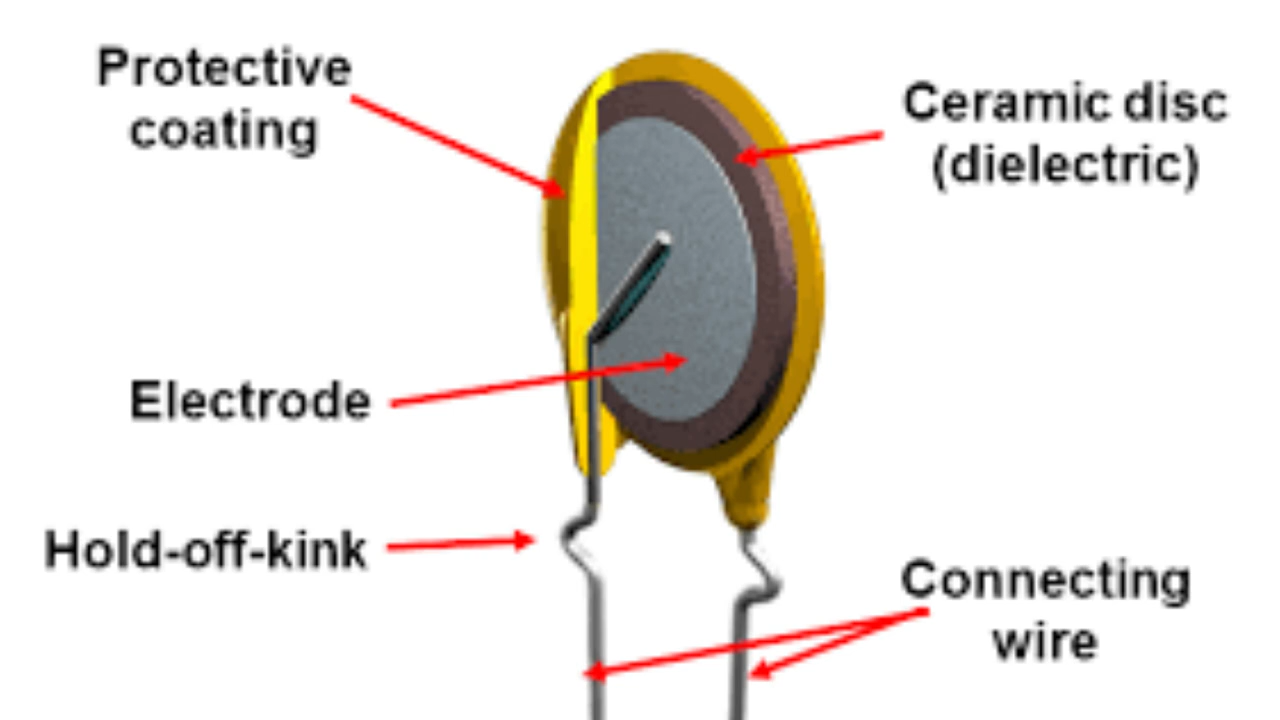 Protective
coating
Ceramic disc
(dielectric)
Electrode
Hold-off-kink
Connecting
wire